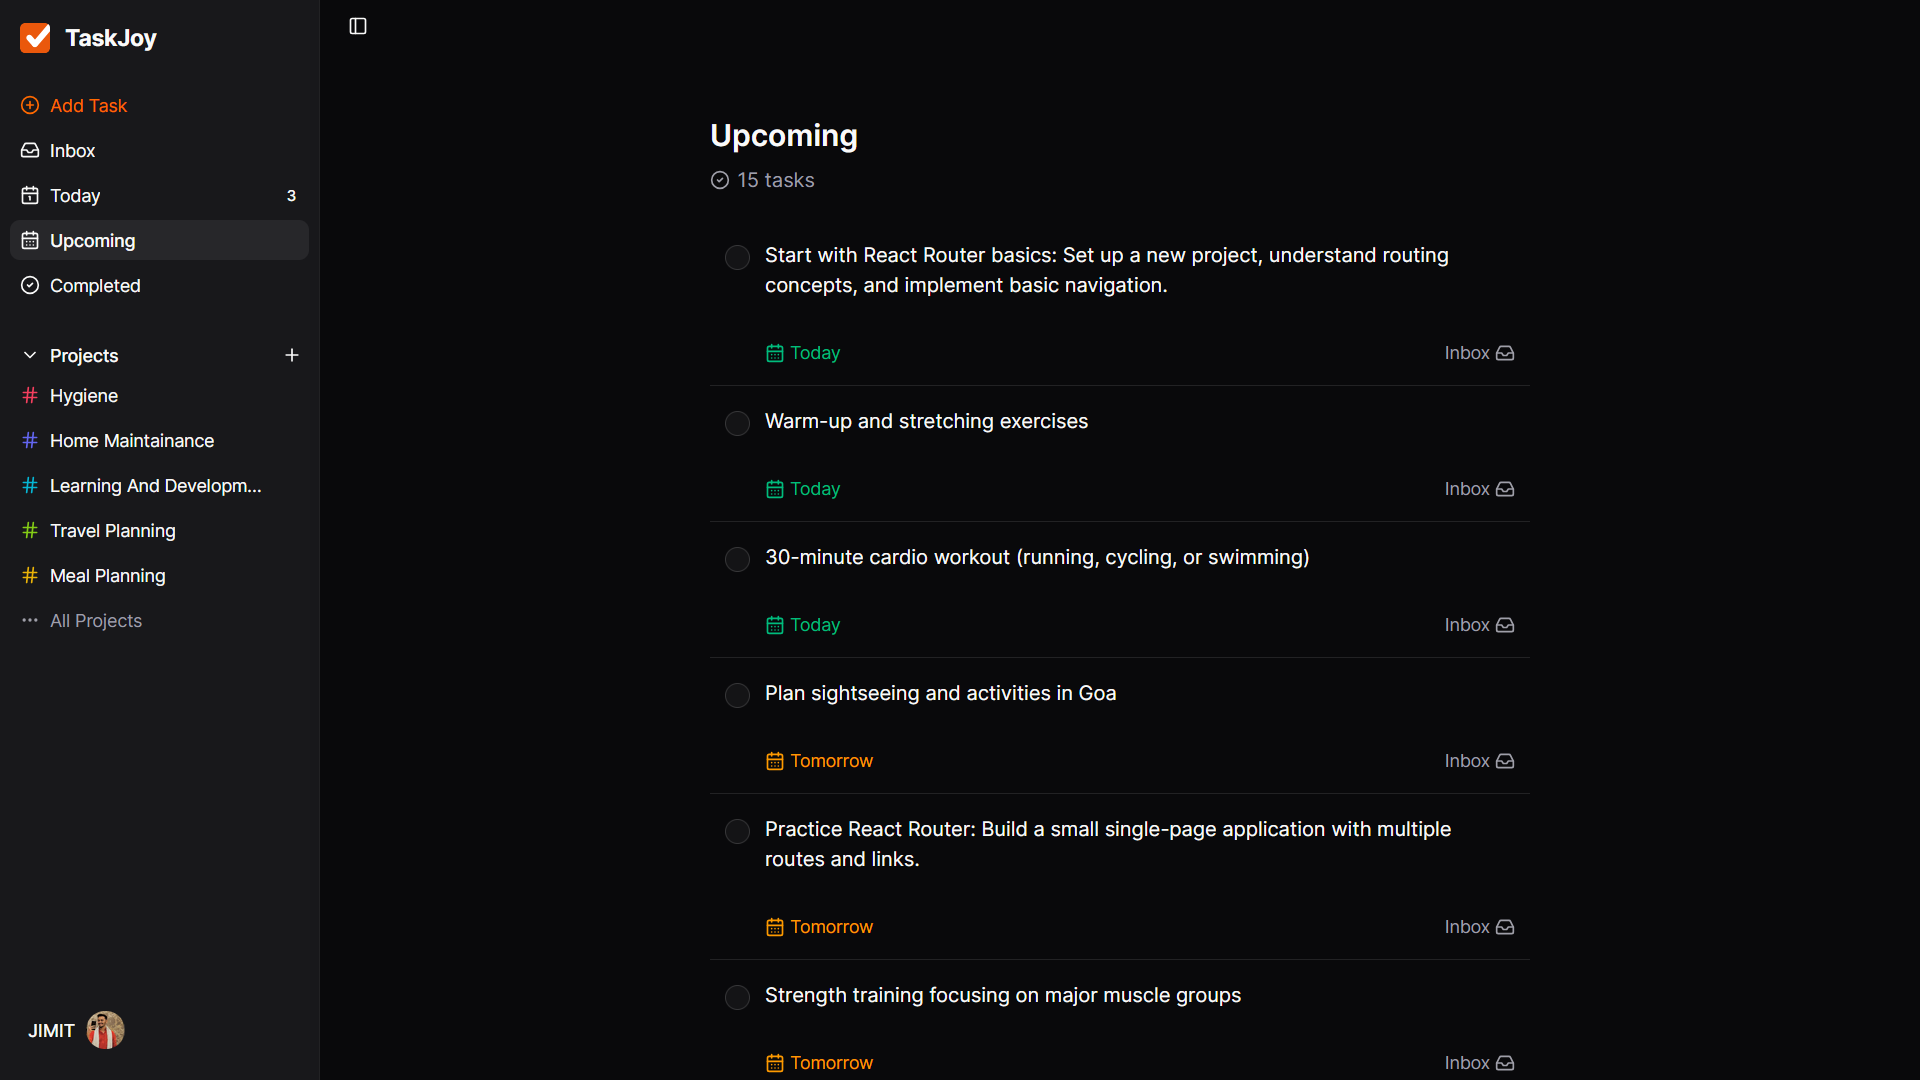 TaskJoy
Add Task
Inbox
Today 3
Upcoming
Completed
Projects
Hygiene
Home Maintainance
Learning And Developm...
Travel Planning
Meal Planning
All Projects
JIMIT
Upcoming
15 tasks
Start with React Router basics: Set up a new project, understand routing
concepts, and implement basic navigation.
Today Inbox
Warm-up and stretching exercises
Today Inbox
30-minute cardio workout (running, cycling, or swimming)
Today Inbox
Plan sightseeing and activities in Goa
Tomorrow Inbox
Practice React Router: Build a small single-page application with multiple
routes and links.
Tomorrow Inbox
Strength training focusing on major muscle groups
Tomorrow Inbox